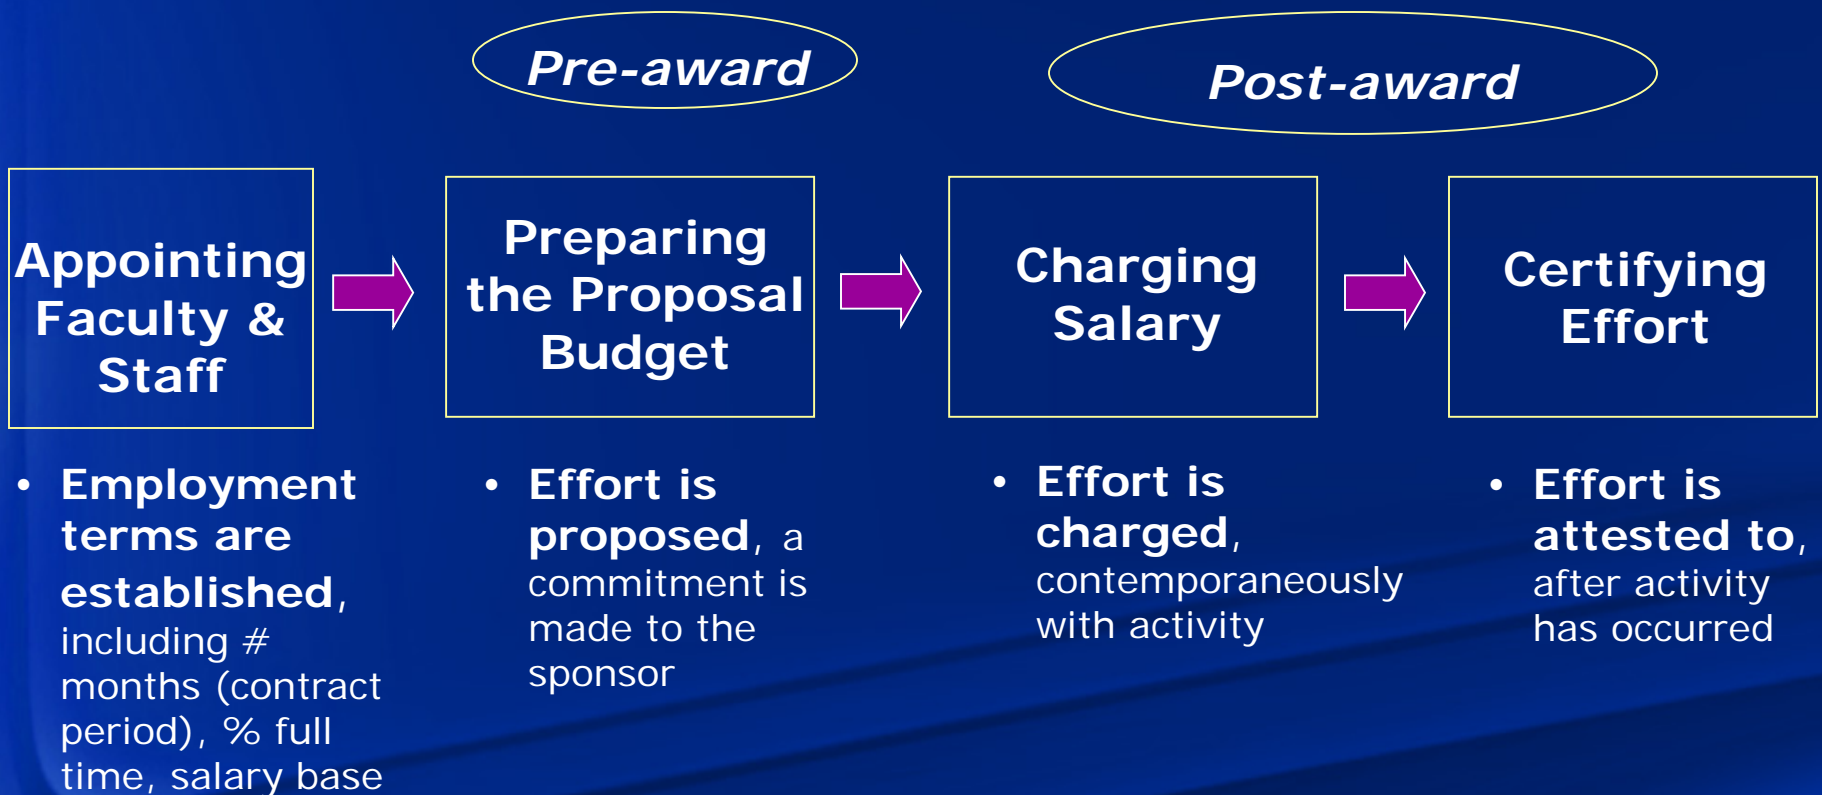 Pre-award
Post-award
Appointing
Faculty &
Staff
Preparing
the Proposal
Budget
Charging
Salary
Certifying
Effort
• Employment
terms are
established,
including #
months (contract
period), % full
time, salary base
• Effort is
proposed, a
commitment is
made to the
sponsor
• Effort is
charged,
contemporaneously
with activity
• Effort is
attested to,
after activity
has occurred